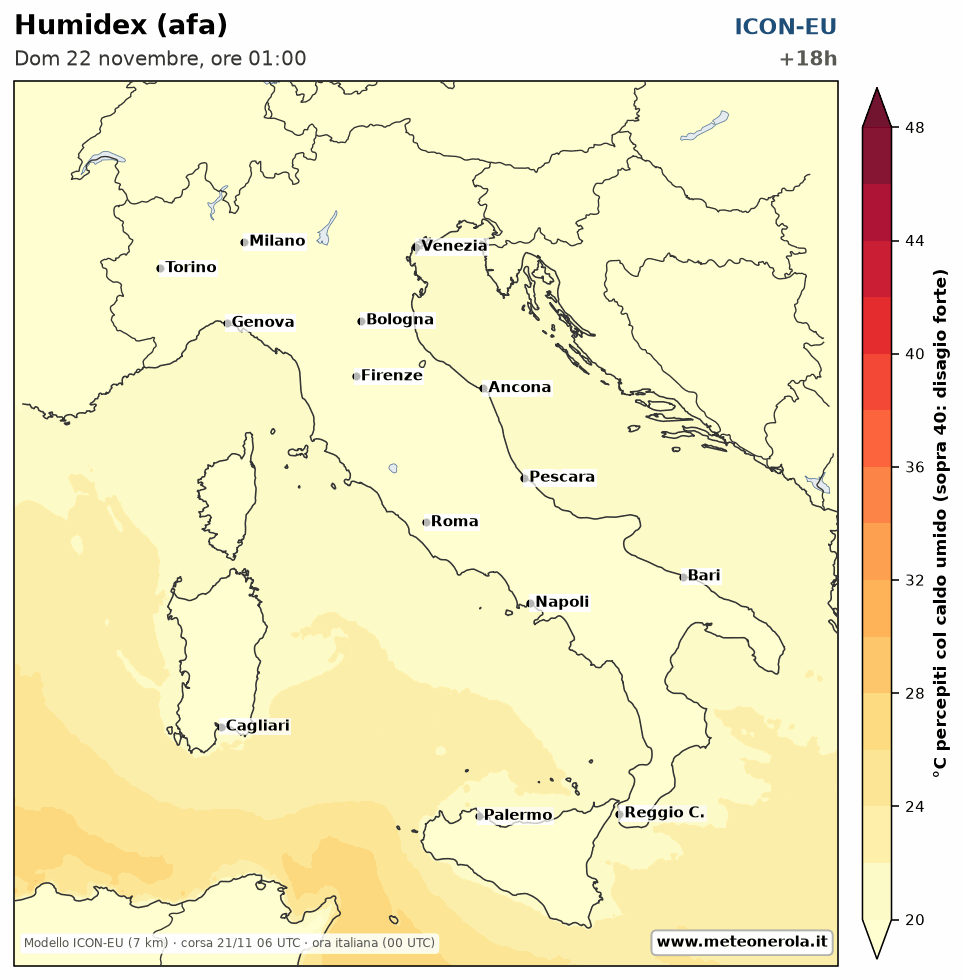 Humidex (afa)
ICON-EU
Dom 22 novembre, ore 01:00
+18h
Milano
Venezia
Torino
Genova
Bologna
Firenze
Ancona
Pescara
Roma
Bari
Napoli
Cagliari
Palermo
Reggio C.
48
44
40
36
32
28
24
20
°C percepiti col caldo umido (sopra 40: disagio forte)
Modello ICON-EU (7 km) · corsa 21/11 06 UTC · ora italiana (00 UTC)
www.meteonerola.it